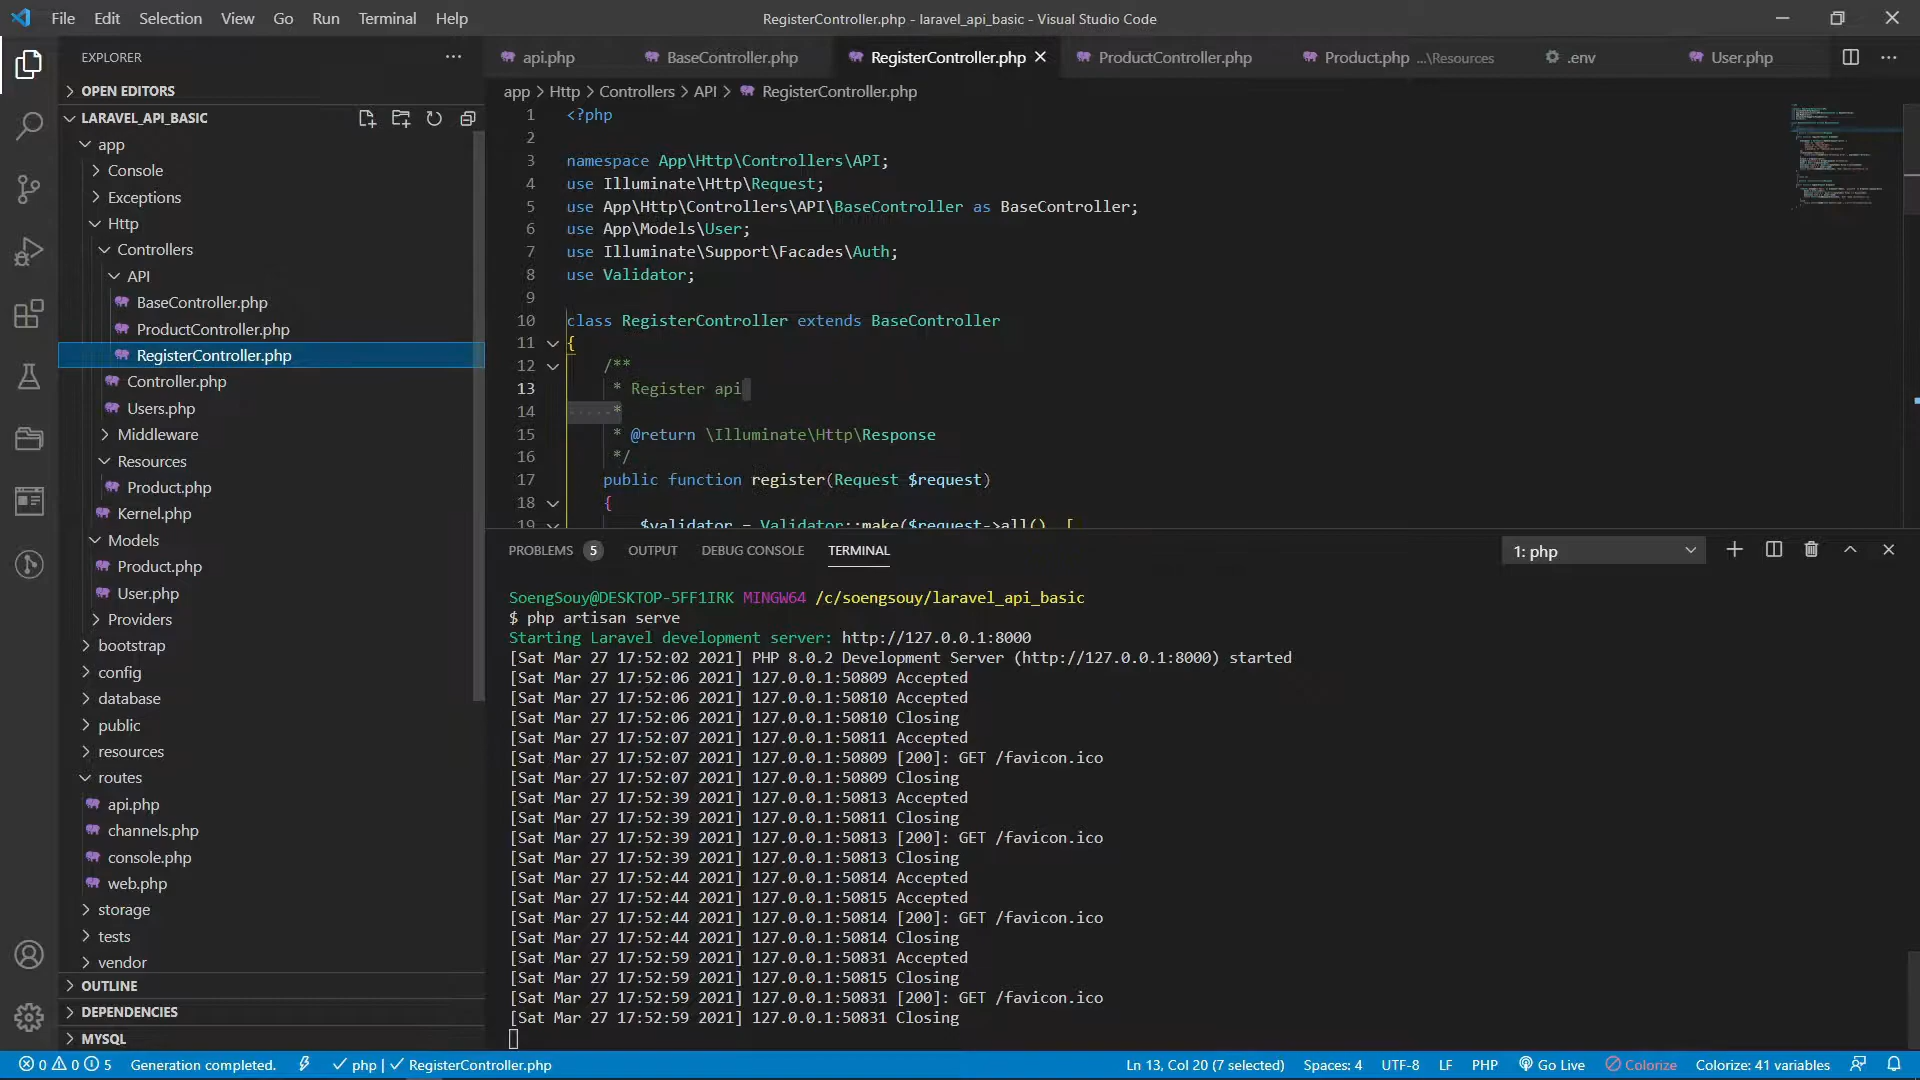 File Edit Selection View Go Run Terminal Help
RegisterController.php - laravel_api_basic - Visual Studio Code
EXPLORER
OPEN EDITORS
LARAVEL_API_BASIC
app
Console
Exceptions
Http
Controllers
API
BaseController.php
ProductController.php
RegisterController.php
Controller.php
Users.php
Middleware
Resources
Product.php
Kernel.php
Models
Product.php
User.php
Providers
bootstrap
config
database
public
resources
routes
api.php
channels.php
console.php
web.php
storage
tests
vendor
OUTLINE
DEPENDENCIES
MYSQL
api.php BaseController.php RegisterController.php ProductController.php Product.php ...\Resources .env User.php
app > Http > Controllers > API > RegisterController.php
1 <?php
2
3 namespace App\Http\Controllers\API;
4 use Illuminate\Http\Request;
5 use App\Http\Controllers\API\BaseController as BaseController;
6 use App\Models\User;
7 use Illuminate\Support\Facades\Auth;
8 use Validator;
9
10 class RegisterController extends BaseController
11 {
12 /**
13 * Register api
14 *
15 * @return \Illuminate\Http\Response
16 */
17 public function register(Request $request)
18 {
19 $validator = Validator::make($request->all(), [
PROBLEMS 5 OUTPUT DEBUG CONSOLE TERMINAL 1: php
SoengSouy@DESKTOP-5FF1IRK MINGW64 /c/soengsouy/laravel_api_basic
$ php artisan serve
Starting Laravel development server: http://127.0.0.1:8000
[Sat Mar 27 17:52:02 2021] PHP 8.0.2 Development Server (http://127.0.0.1:8000) started
[Sat Mar 27 17:52:06 2021] 127.0.0.1:50809 Accepted
[Sat Mar 27 17:52:06 2021] 127.0.0.1:50810 Accepted
[Sat Mar 27 17:52:06 2021] 127.0.0.1:50810 Closing
[Sat Mar 27 17:52:07 2021] 127.0.0.1:50811 Accepted
[Sat Mar 27 17:52:07 2021] 127.0.0.1:50809 [200]: GET /favicon.ico
[Sat Mar 27 17:52:07 2021] 127.0.0.1:50809 Closing
[Sat Mar 27 17:52:39 2021] 127.0.0.1:50813 Accepted
[Sat Mar 27 17:52:39 2021] 127.0.0.1:50811 Closing
[Sat Mar 27 17:52:39 2021] 127.0.0.1:50813 [200]: GET /favicon.ico
[Sat Mar 27 17:52:39 2021] 127.0.0.1:50813 Closing
[Sat Mar 27 17:52:44 2021] 127.0.0.1:50814 Accepted
[Sat Mar 27 17:52:44 2021] 127.0.0.1:50815 Accepted
[Sat Mar 27 17:52:44 2021] 127.0.0.1:50814 [200]: GET /favicon.ico
[Sat Mar 27 17:52:44 2021] 127.0.0.1:50814 Closing
[Sat Mar 27 17:52:59 2021] 127.0.0.1:50831 Accepted
[Sat Mar 27 17:52:59 2021] 127.0.0.1:50815 Closing
[Sat Mar 27 17:52:59 2021] 127.0.0.1:50831 [200]: GET /favicon.ico
[Sat Mar 27 17:52:59 2021] 127.0.0.1:50831 Closing
0 0 5 Generation completed. php | RegisterController.php Ln 13, Col 20 (7 selected) Spaces: 4 UTF-8 LF PHP Go Live Colorize Colorize: 41 variables